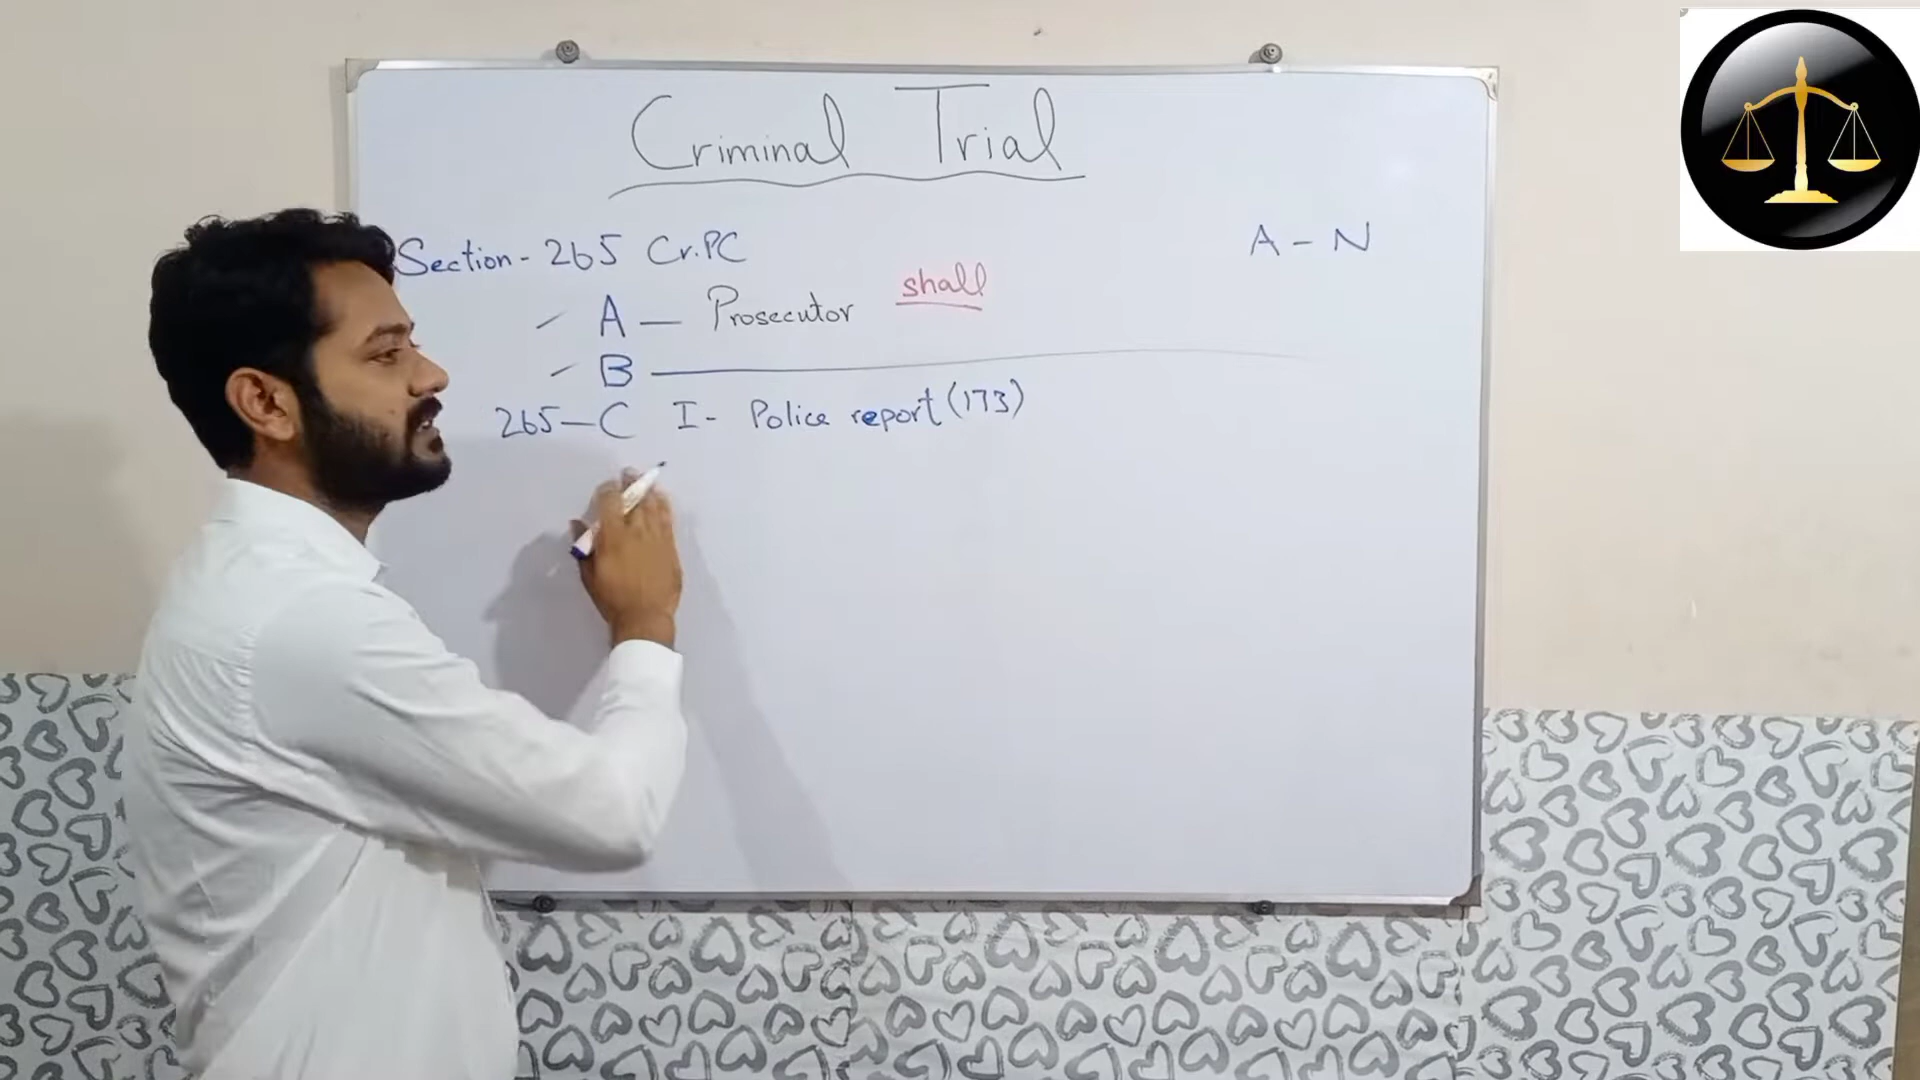 Criminal Trial
Section - 265 Cr.PC
A - N
A — Prosecutor shall
B
265 — C I - Police report (173)